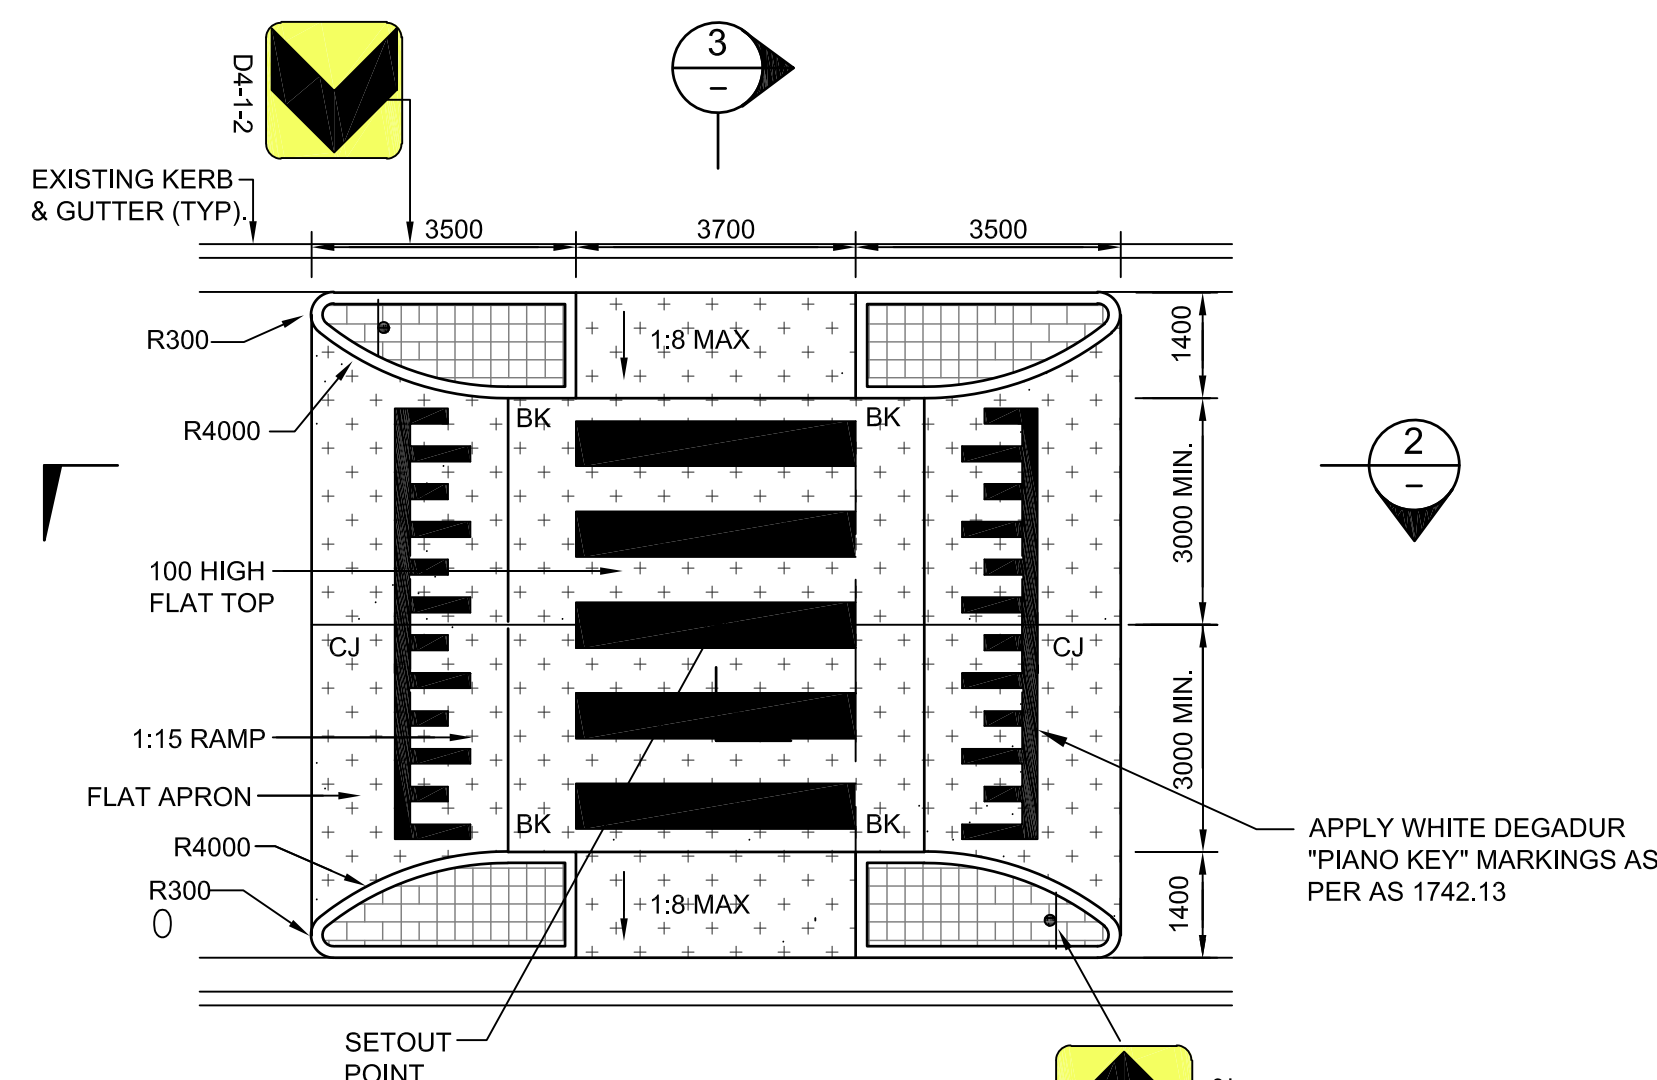 D4-1-2
3
–
EXISTING KERB
& GUTTER (TYP).
3500
3700
3500
R300
1:8 MAX
1400
R4000
BK
BK
2
–
3000 MIN.
100 HIGH
FLAT TOP
CJ
CJ
3000 MIN.
1:15 RAMP
FLAT APRON
BK
BK
APPLY WHITE DEGADUR
"PIANO KEY" MARKINGS AS
PER AS 1742.13
R4000
R300
0
1:8 MAX
1400
SETOUT
POINT